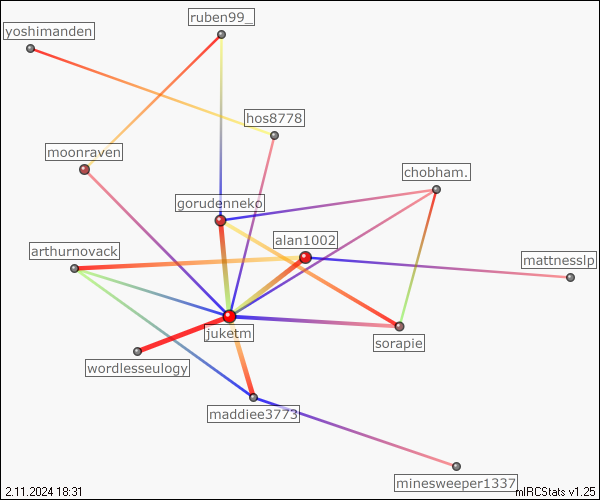 ruben99_
yoshimanden
hos8778
moonraven
chobham.
gorudenneko
alan1002
arthurnovack
mattnesslp
juketm
sorapie
wordlesseulogy
maddiee3773
minesweeper1337
2.11.2024 18:31
mIRCStats v1.25